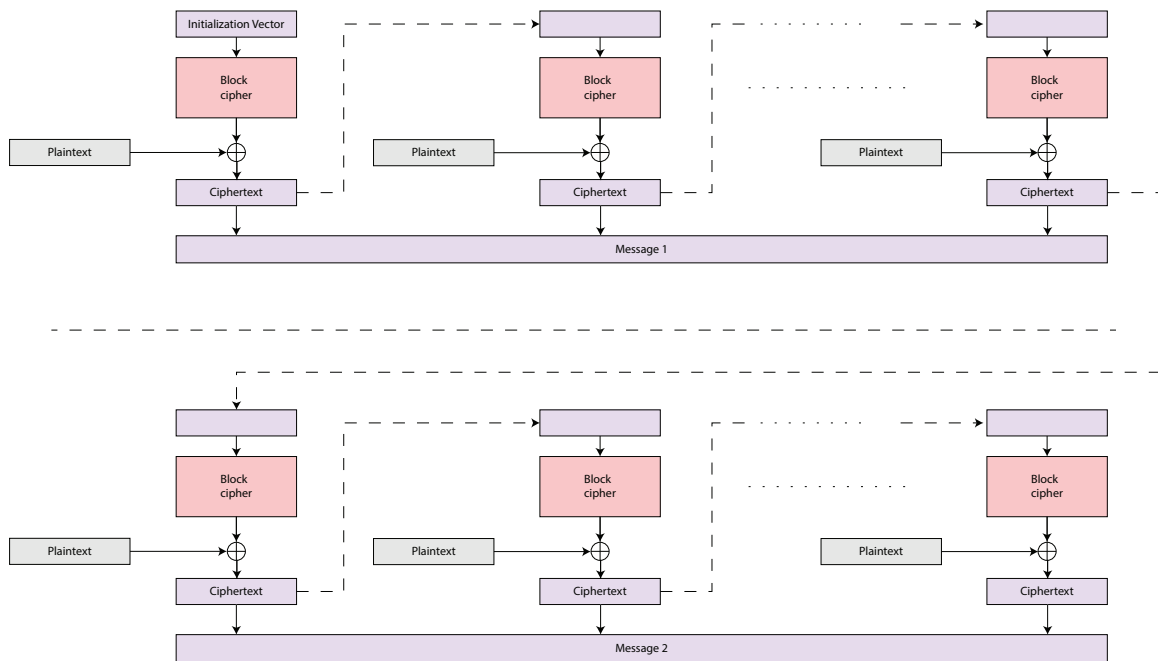 Initialization Vector
Block
cipher
Block
cipher
Block
cipher
Plaintext
Plaintext
Plaintext
Ciphertext
Ciphertext
Ciphertext
Message 1
Block
cipher
Block
cipher
Block
cipher
Plaintext
Plaintext
Plaintext
Ciphertext
Ciphertext
Ciphertext
Message 2